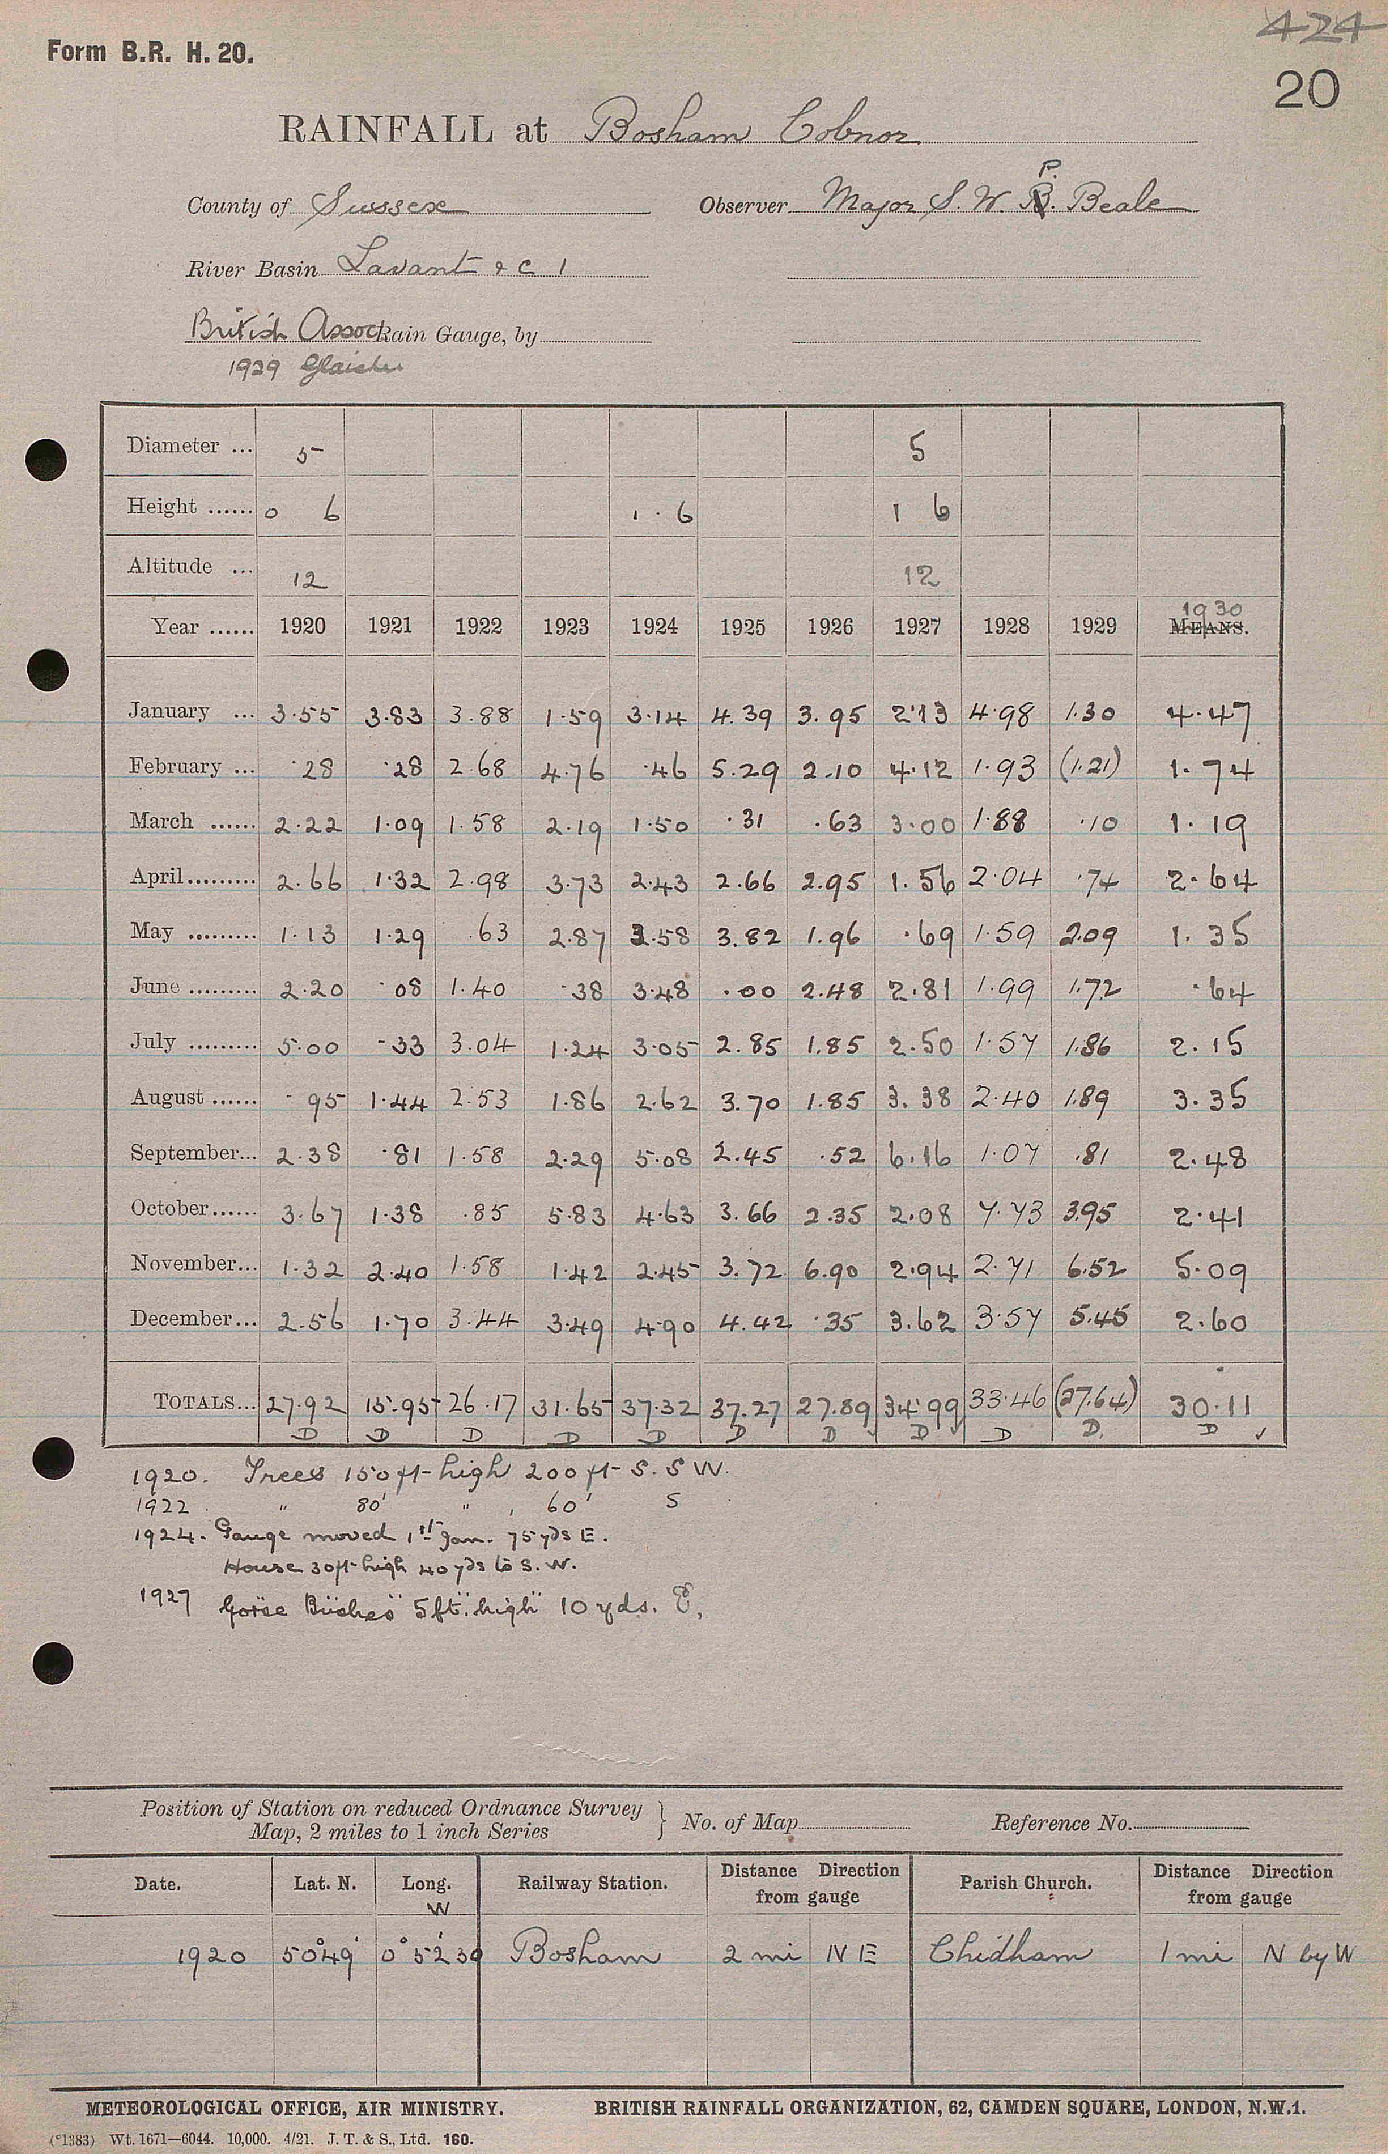 424
Form B.R. H. 20.
20
RAINFALL at Bosham Cobnor
P.
County of Sussex Observer Major S. W. B. Beale
River Basin Lavant &c 1
British Assoc Rain Gauge, by
1929 Glaisher
Diameter ... 5 5
Height ...... 0 6 1 · 6 1 6
Altitude ... 12 12
1930
Year ...... 1920 1921 1922 1923 1924 1925 1926 1927 1928 1929 MEANS.
January ... 3·55 3·83 3.88 1·59 3·14 4.39 3.95 2·13 4·98 1.30 4·47
February ... ·28 ·28 2.68 4·76 ·46 5.29 2.10 4·12 1·93 (1.21) 1·74
March ...... 2·22 1·09 1·58 2·19 1·50 ·31 ·63 3·00 1·88 ·10 1·19
April ......... 2.66 1·32 2.98 3·73 2·43 2.66 2.95 1.56 2·04 ·74 2·64
May ......... 1·13 1·29 .63 2.87 2.58 3.82 1.96 ·69 1·59 2.09 1.35
June ......... 2·20 ·08 1.40 ·38 3·48 .00 2.48 2.81 1·99 1.72 ·64
July ......... 5·00 ·33 3.04 1·24 3·05 2.85 1.85 2.50 1·57 1.86 2·15
August ...... ·95 1·44 2·53 1·86 2·62 3.70 1.85 3.38 2·40 1.89 3·35
September... 2·38 ·81 1·58 2·29 5·08 2.45 ·52 6.16 1·07 .81 2·48
October...... 3·67 1·38 .85 5·83 4·63 3.66 2.35 2.08 7·73 3.95 2·41
November... 1·32 2·40 1·58 1·42 2·45 3.72 6.90 2.94 2·71 6.52 5·09
December... 2·56 1·70 3·44 3·49 4·90 4.42 ·35 3.62 3·57 5.45 2·60
TOTALS... 27·92 15·95 26·17 31·65 37·32 37.27 27.89 34·99 33·46 (27.64) 30·11
D D D D D D D D D D. D ✓
1920. Trees 150 ft high 200 ft S.S W.
1922 " 80' " , 60' S
1924. Gauge moved 1st Jan. 75 yds E.
House 30ft high 40 yds to S.W.
1927 Gorse Bushes 5ft. high 10 yds. E,
Position of Station on reduced Ordnance Survey
Map, 2 miles to 1 inch Series } No. of Map Reference No.
Date. Lat. N. Long. W Railway Station. Distance Direction from gauge Parish Church. Distance Direction from gauge
1920 50°49' 0°52'30 Bosham 2 mi NE Chidham 1 mi N by W
METEOROLOGICAL OFFICE, AIR MINISTRY. BRITISH RAINFALL ORGANIZATION, 62, CAMDEN SQUARE, LONDON, N.W.1.
(*1383) Wt. 1671—6044. 10,000. 4/21. J. T. & S., Ltd. 160.